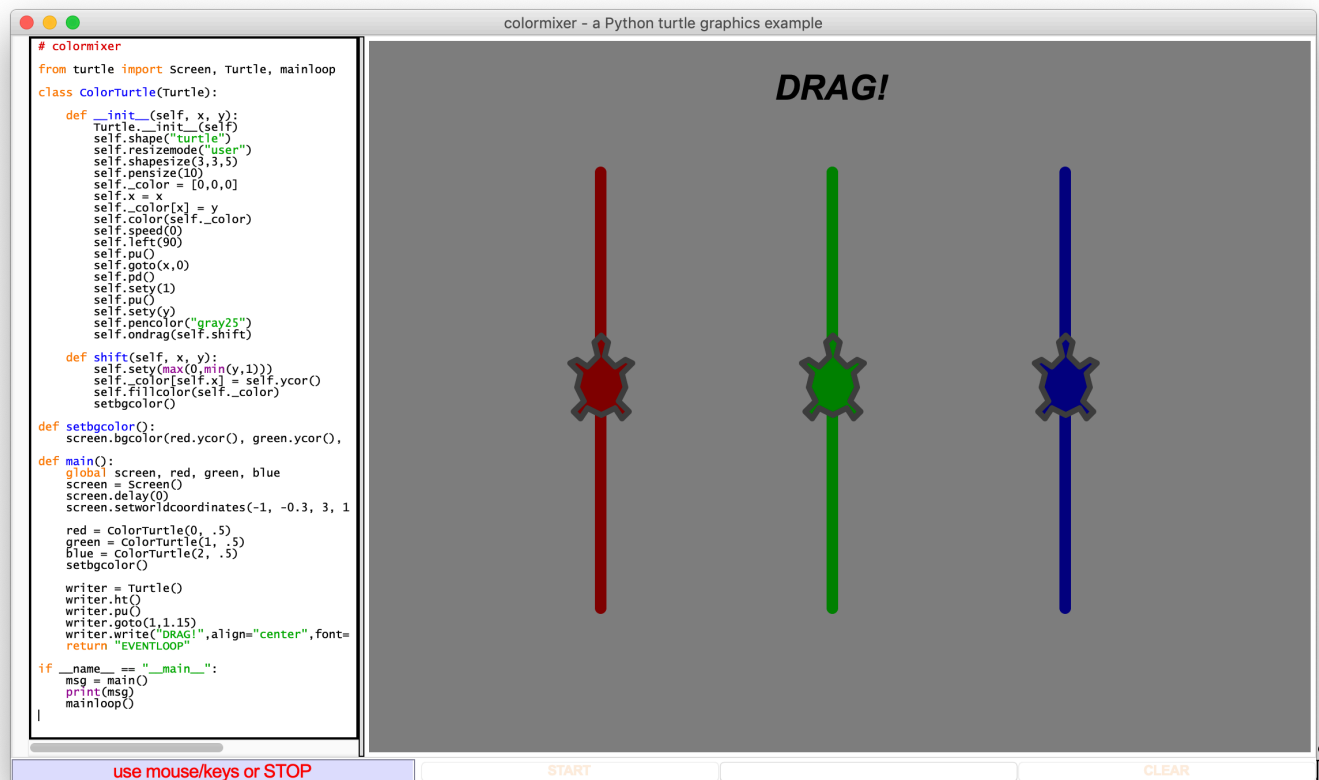 colormixer - a Python turtle graphics example
# colormixer
from turtle import Screen, Turtle, mainloop
class ColorTurtle(Turtle):
    def __init__(self, x, y):
        Turtle.__init__(self)
        self.shape("turtle")
        self.resizemode("user")
        self.shapesize(3,3,5)
        self.pensize(10)
        self._color = [0,0,0]
        self.x = x
        self._color[x] = y
        self.color(self._color)
        self.speed(0)
        self.left(90)
        self.pu()
        self.goto(x,0)
        self.pd()
        self.sety(1)
        self.pu()
        self.sety(y)
        self.pencolor("gray25")
        self.ondrag(self.shift)
    def shift(self, x, y):
        self.sety(max(0,min(y,1)))
        self._color[self.x] = self.ycor()
        self.fillcolor(self._color)
        setbgcolor()
def setbgcolor():
    screen.bgcolor(red.ycor(), green.ycor(),
def main():
    global screen, red, green, blue
    screen = Screen()
    screen.delay(0)
    screen.setworldcoordinates(-1, -0.3, 3, 1
    red = ColorTurtle(0, .5)
    green = ColorTurtle(1, .5)
    blue = ColorTurtle(2, .5)
    setbgcolor()
    writer = Turtle()
    writer.ht()
    writer.pu()
    writer.goto(1,1.15)
    writer.write("DRAG!",align="center",font=
    return "EVENTLOOP"
if __name__ == "__main__":
    msg = main()
    print(msg)
    mainloop()
DRAG!
use mouse/keys or STOP
START
CLEAR